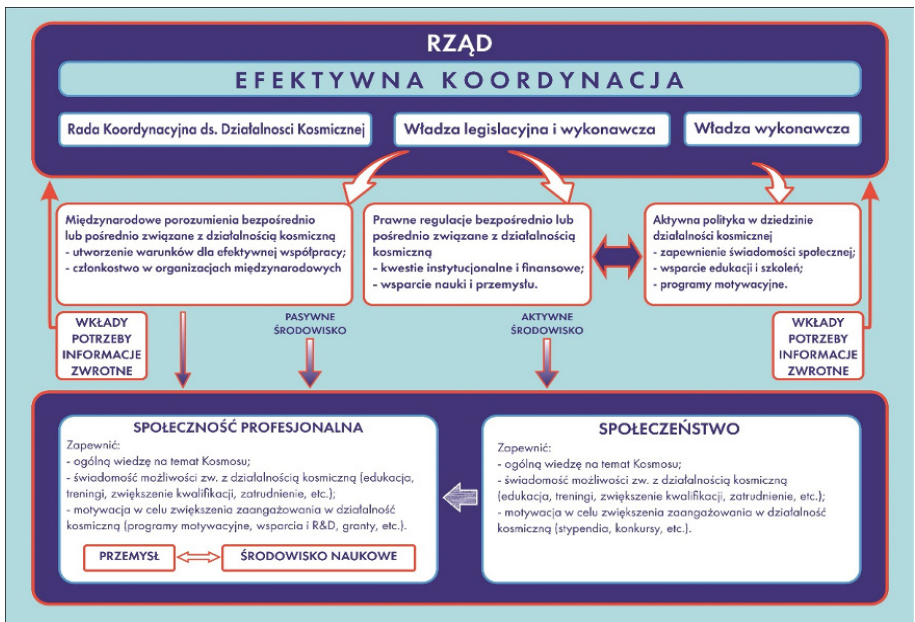 RZĄD
EFEKTYWNA KOORDYNACJA
Rada Koordynacyjna ds. Działalnosci Kosmicznej
Władza legislacyjna i wykonawcza
Władza wykonawcza
Międzynarodowe porozumienia bezpośrednio
lub pośrednio związane z działalnością kosmiczną
- utworzenie warunków dla efektywnej współpracy;
- członkostwo w organizacjach międzynarodowych
Prawne regulacje bezpośrednio lub
pośrednio związane z działalnością
kosmiczną
- kwestie instytucjonalne i finansowe;
- wsparcie nauki i przemysłu.
Aktywna polityka w dziedzinie
działalności kosmicznej
- zapewnienie świadomości społecznej;
- wsparcie edukacji i szkoleń;
- programy motywacyjne.
WKŁADY
POTRZEBY
INFORMACJE
ZWROTNE
PASYWNE
ŚRODOWISKO
AKTYWNE
ŚRODOWISKO
WKŁADY
POTRZEBY
INFORMACJE
ZWROTNE
SPOŁECZNOŚĆ PROFESJONALNA
Zapewnić:
- ogólną wiedzę na temat Kosmosu;
- świadomość możliwości zw. z działalnością kosmiczną (edukacja,
treningi, zwiększenie kwalifikacji, zatrudnienie, etc.);
- motywacja w celu zwiększenia zaangażowania w działalność
kosmiczną (programy motywacyjne, wsparcia i R&D, granty, etc.).
PRZEMYSŁ
ŚRODOWISKO NAUKOWE
SPOŁECZEŃSTWO
Zapewnić:
- ogólną wiedzę na temat Kosmosu;
- świadomość możliwości zw. z działalnością kosmiczną
(edukacja, treningi, zwiększenie kwalifikacji, zatrudnienie, etc.);
- motywacja w celu zwiększenia zaangażowania w działalność
kosmiczną (stypendia, konkursy, etc.).